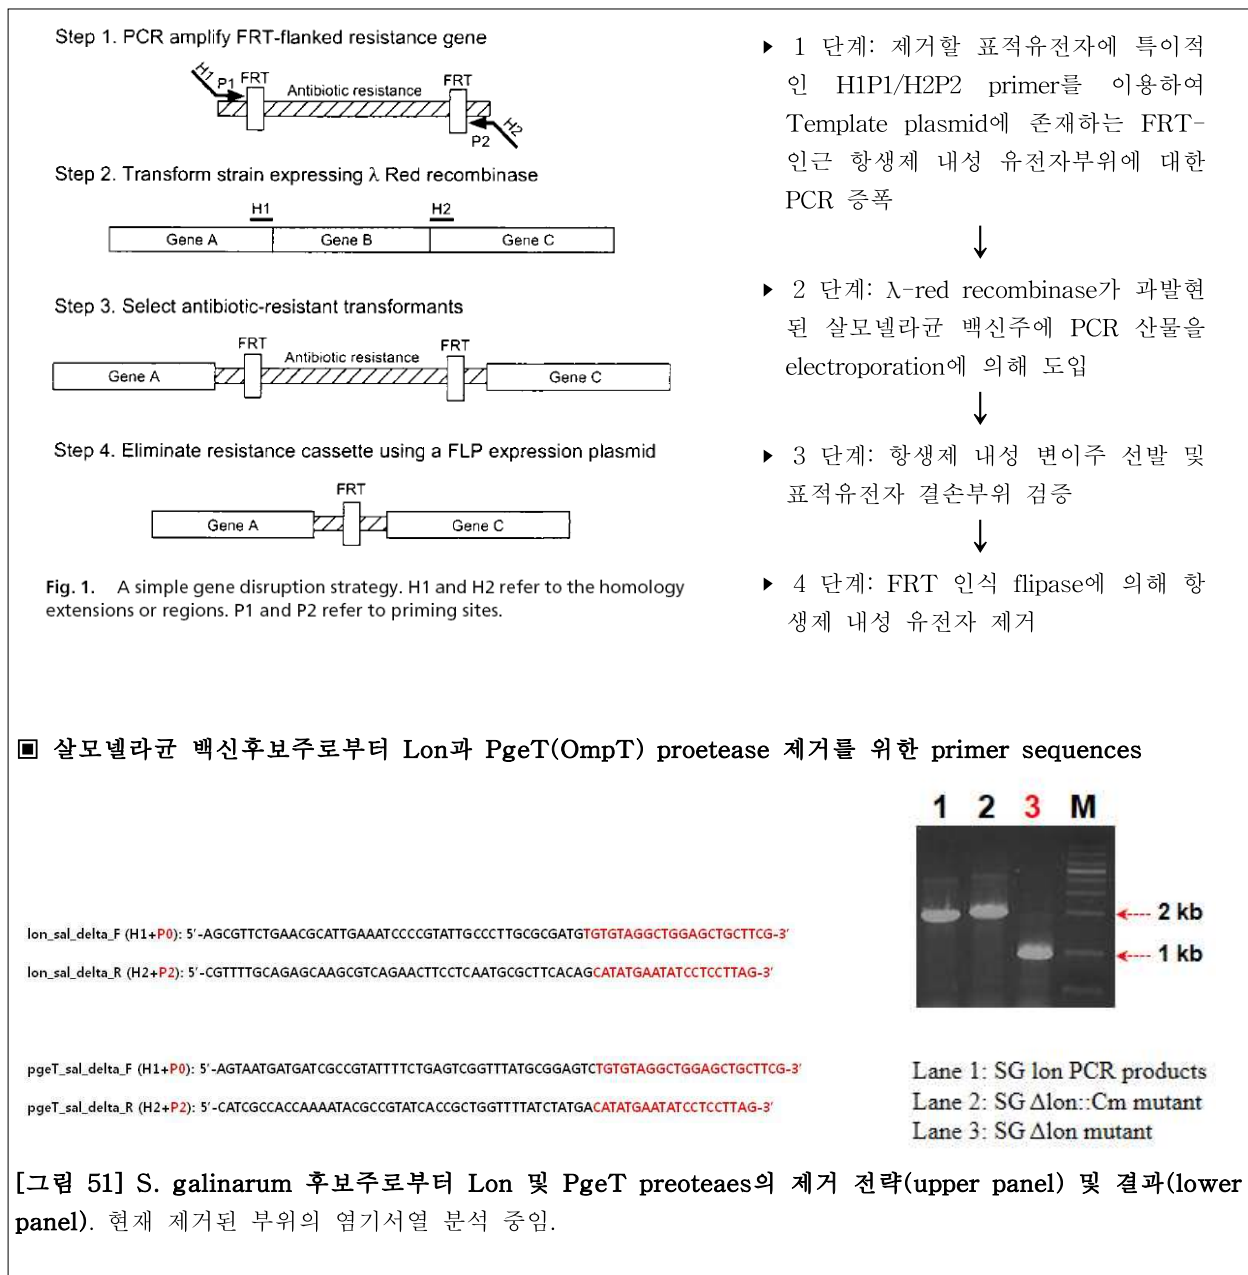 Step 1. PCR amplify FRT-flanked resistance gene
H1
P1
FRT
Antibiotic resistance
FRT
P2
H2
Step 2. Transform strain expressing λ Red recombinase
H1
H2
Gene A
Gene B
Gene C
Step 3. Select antibiotic-resistant transformants
FRT
Antibiotic resistance
FRT
Gene A
Gene C
Step 4. Eliminate resistance cassette using a FLP expression plasmid
FRT
Gene A
Gene C
Fig. 1. A simple gene disruption strategy. H1 and H2 refer to the homology
extensions or regions. P1 and P2 refer to priming sites.
▶ 1 단계: 제거할 표적유전자에 특이적
인 H1P1/H2P2 primer를 이용하여
Template plasmid에 존재하는 FRT-
인근 항생제 내성 유전자부위에 대한
PCR 증폭
↓
▶ 2 단계: λ-red recombinase가 과발현
된 살모넬라균 백신주에 PCR 산물을
electroporation에 의해 도입
↓
▶ 3 단계: 항생제 내성 변이주 선발 및
표적유전자 결손부위 검증
↓
▶ 4 단계: FRT 인식 flipase에 의해 항
생제 내성 유전자 제거
▣ 살모넬라균 백신후보주로부터 Lon과 PgeT(OmpT) proetease 제거를 위한 primer sequences
lon_sal_delta_F (H1+P0): 5′-AGCGTTCTGAACGCATTGAAATCCCCGTATTGCCCTTGCGCGATGTGTGTAGGCTGGAGCTGCTTCG-3′
lon_sal_delta_R (H2+P2): 5′-CGTTTTGCAGAGCAAGCGTCAGAACTTCCTCAATGCGCTTCACAGCATATGAATATCCTCCTTAG-3′
pgeT_sal_delta_F (H1+P0): 5′-AGTAATGATGATCGCCGTATTTTCTGAGTCGGTTTATGCGGAGTCTGTGTAGGCTGGAGCTGCTTCG-3′
pgeT_sal_delta_R (H2+P2): 5′-CATCGCCACCAAAATACGCCGTATCACCGCTGGTTTTATCTATGACATATGAATATCCTCCTTAG-3′
1 2 3 M
2 kb
1 kb
Lane 1: SG lon PCR products
Lane 2: SG Δlon::Cm mutant
Lane 3: SG Δlon mutant
[그림 51] S. galinarum 후보주로부터 Lon 및 PgeT preoteaes의 제거 전략(upper panel) 및 결과(lower
panel). 현재 제거된 부위의 염기서열 분석 중임.